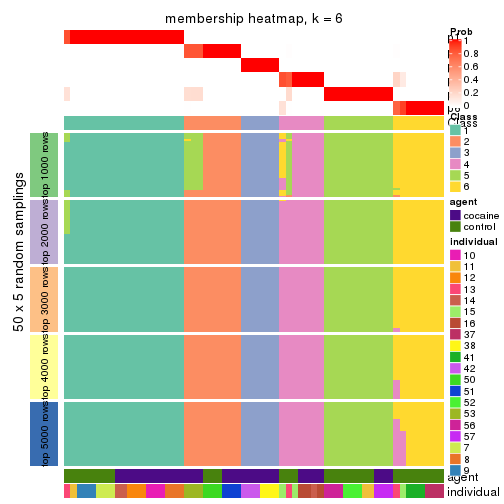 membership heatmap, k = 6
50 x 5 random samplings
top 1000 rows
top 2000 rows
top 3000 rows
top 4000 rows
top 5000 rows
Prob
1
0.8
0.6
0.4
0.2
0
Class
Class
1
2
3
4
5
6
agent
cocaine
control
individual
10
11
12
13
14
15
16
37
38
41
42
50
51
52
53
56
57
7
8
9
agent
individual